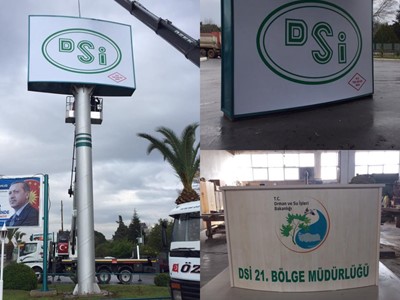 DSi
DSi
T.C.
Orman ve Su İşleri
Bakanlığı
DSİ 21. BÖLGE MÜDÜRLÜĞÜ
ÖZ